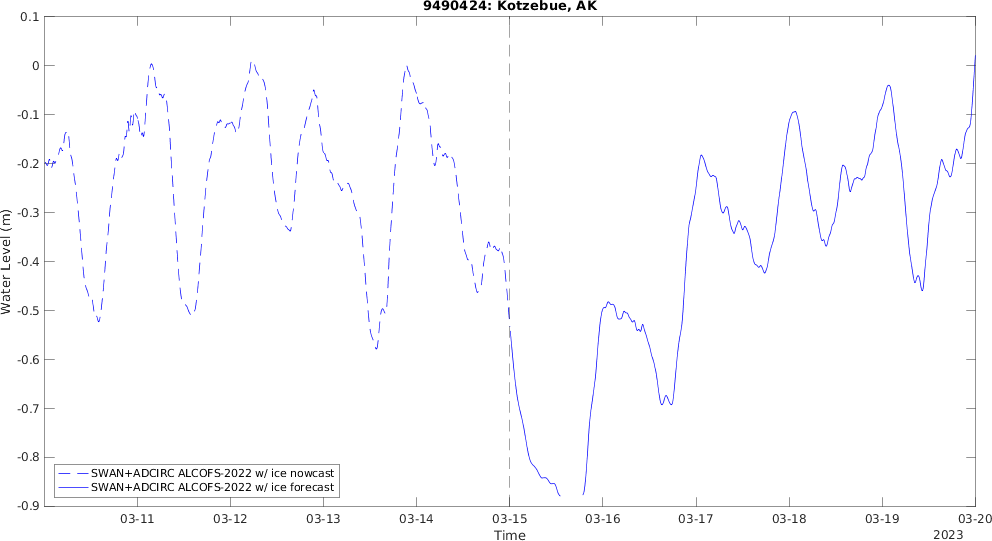 9490424: Kotzebue, AK
0.1
0
-0.1
-0.2
-0.3
-0.4
-0.5
-0.6
-0.7
-0.8
-0.9
Water Level (m)
SWAN+ADCIRC ALCOFS-2022 w/ ice nowcast
SWAN+ADCIRC ALCOFS-2022 w/ ice forecast
03-11 03-12 03-13 03-14 03-15 03-16 03-17 03-18 03-19 03-20
Time
2023